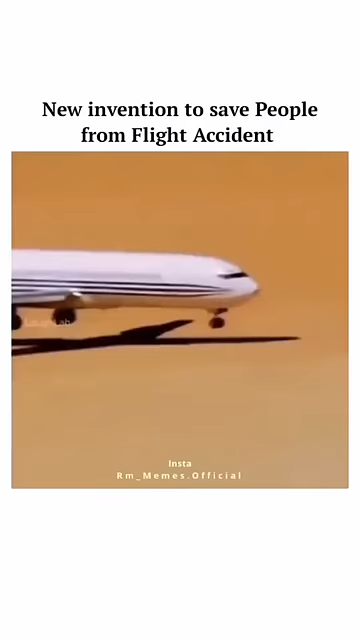 New invention to save People
from Flight Accident
Insta
Rm_Memes.Official